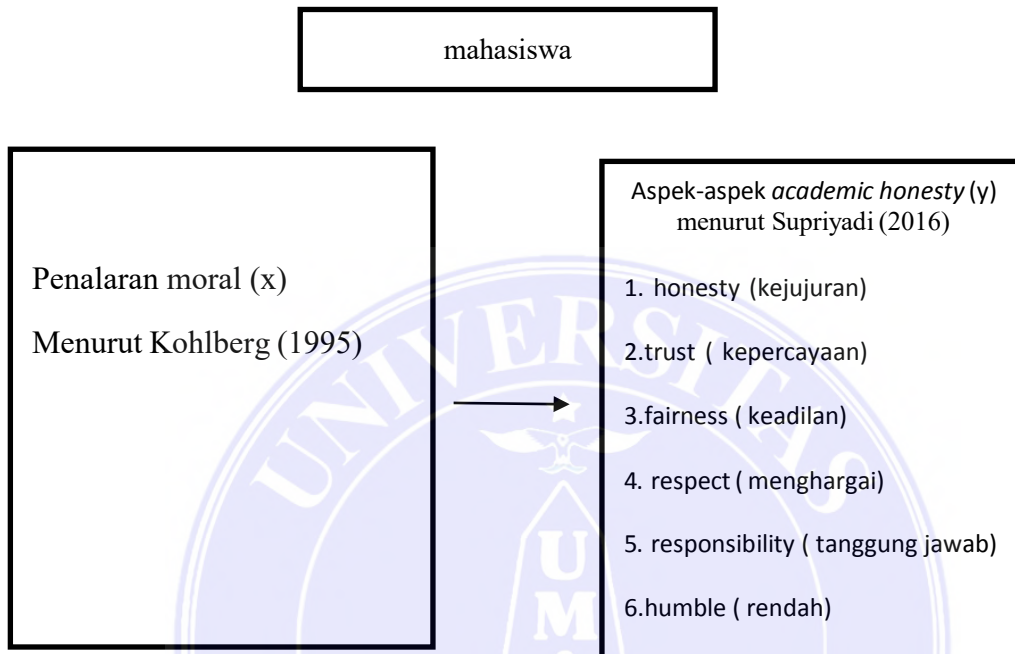 mahasiswa
Penalaran moral (x)
Menurut Kohlberg (1995)
Aspek-aspek academic honesty (y)
menurut Supriyadi (2016)
1. honesty (kejujuran)
2.trust ( kepercayaan)
3.fairness ( keadilan)
4. respect ( menghargai)
5. responsibility ( tanggung jawab)
6.humble ( rendah)
UNIVERSITAS
U
M